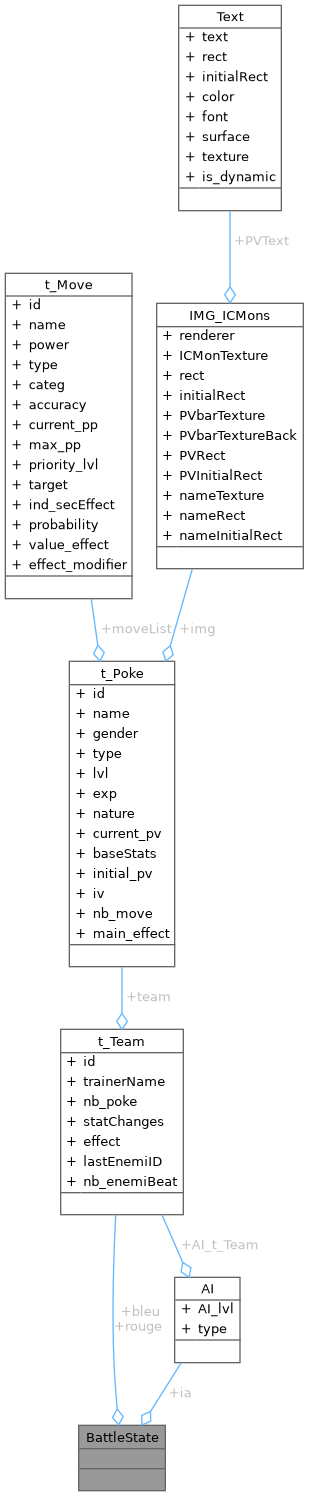 Text
+ text
+ rect
+ initialRect
+ color
+ font
+ surface
+ texture
+ is_dynamic
+PVText
t_Move
+ id
+ name
+ power
+ type
+ categ
+ accuracy
+ current_pp
+ max_pp
+ priority_lvl
+ target
+ ind_secEffect
+ probability
+ value_effect
+ effect_modifier
IMG_ICMons
+ renderer
+ ICMonTexture
+ rect
+ initialRect
+ PVbarTexture
+ PVbarTextureBack
+ PVRect
+ PVInitialRect
+ nameTexture
+ nameRect
+ nameInitialRect
+moveList
+img
t_Poke
+ id
+ name
+ gender
+ type
+ lvl
+ exp
+ nature
+ current_pv
+ baseStats
+ initial_pv
+ iv
+ nb_move
+ main_effect
+team
t_Team
+ id
+ trainerName
+ nb_poke
+ statChanges
+ effect
+ lastEnemiID
+ nb_enemiBeat
+AI_t_Team
AI
+ AI_lvl
+ type
+bleu
+rouge
+ia
BattleState